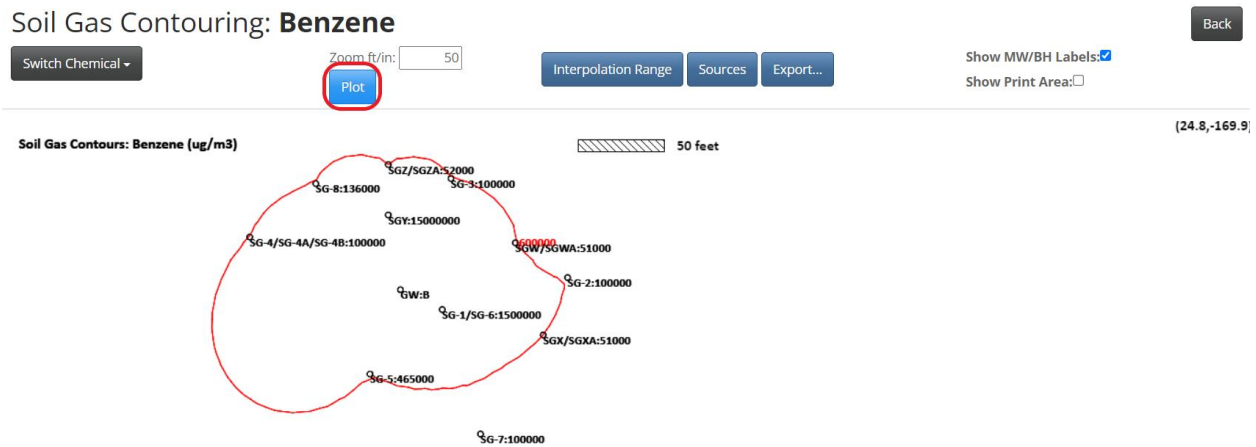 Soil Gas Contouring: Benzene
Back
Switch Chemical
Zoom ft/in: 50
Plot
Interpolation Range
Sources
Export...
Show MW/BH Labels:
Show Print Area:
(24.8,-169.9)
Soil Gas Contours: Benzene (ug/m3)
50 feet
SGZ/SGZA:52000
SG-3:100000
SG-8:136000
SGY:15000000
SG-4/SG-4A/SG-4B:100000
600000
SGW/SGWA:51000
SG-2:100000
GW:B
SG-1/SG-6:1500000
SGX/SGXA:51000
SG-5:465000
SG-7:100000